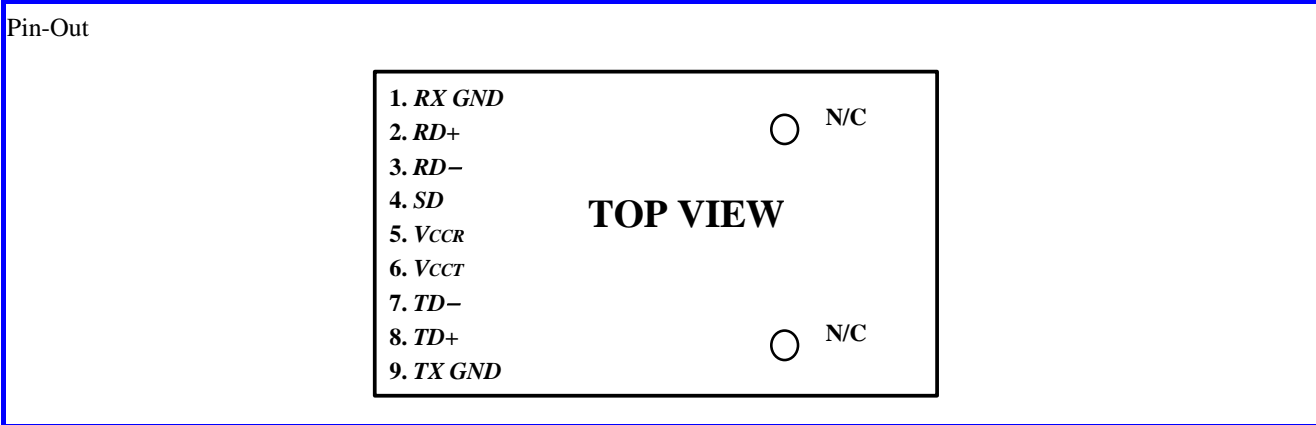 Pin-Out
1. RX GND
N/C
2. RD+
3. RD−
4. SD
TOP VIEW
5. VCCR
6. VCCT
7. TD−
8. TD+
N/C
9. TX GND